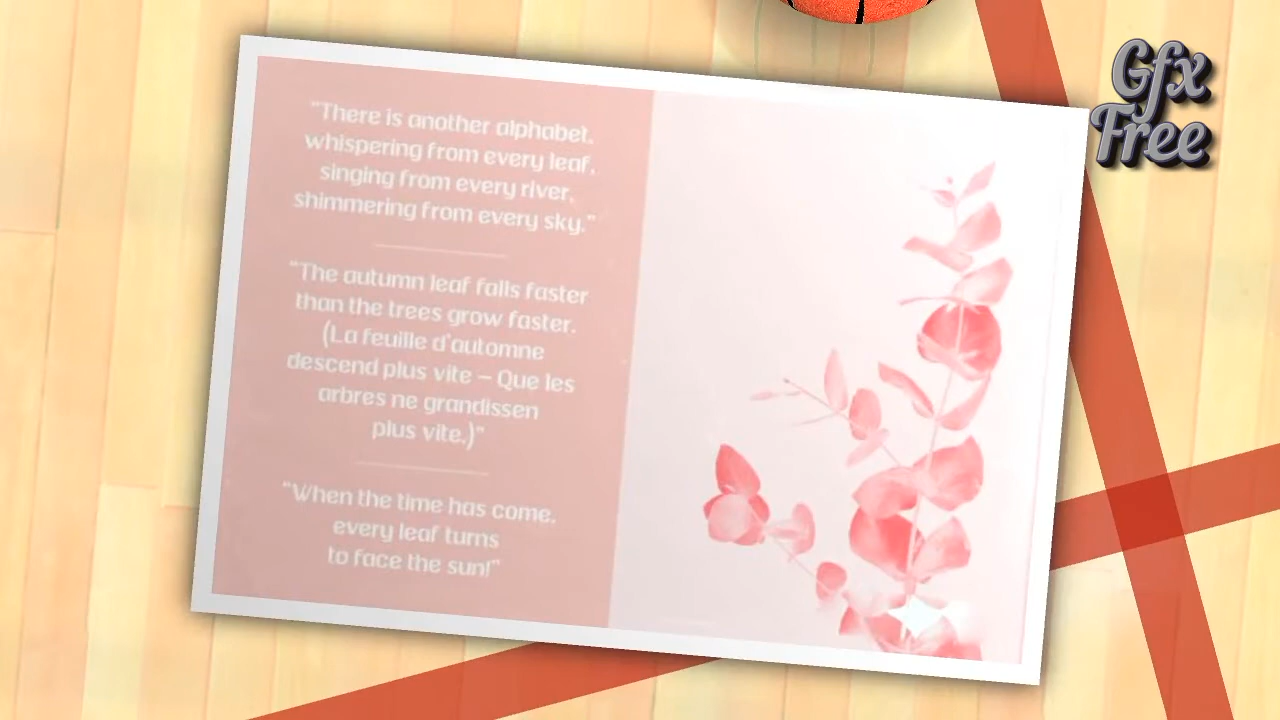 "There is another alphabet,
whispering from every leaf,
singing from every river,
shimmering from every sky."
"The autumn leaf falls faster
than the trees grow faster.
(La feuille d'automne
descend plus vite – Que les
arbres ne grandissen
plus vite.)"
"When the time has come,
every leaf turns
to face the sun!"
Gfx
Free